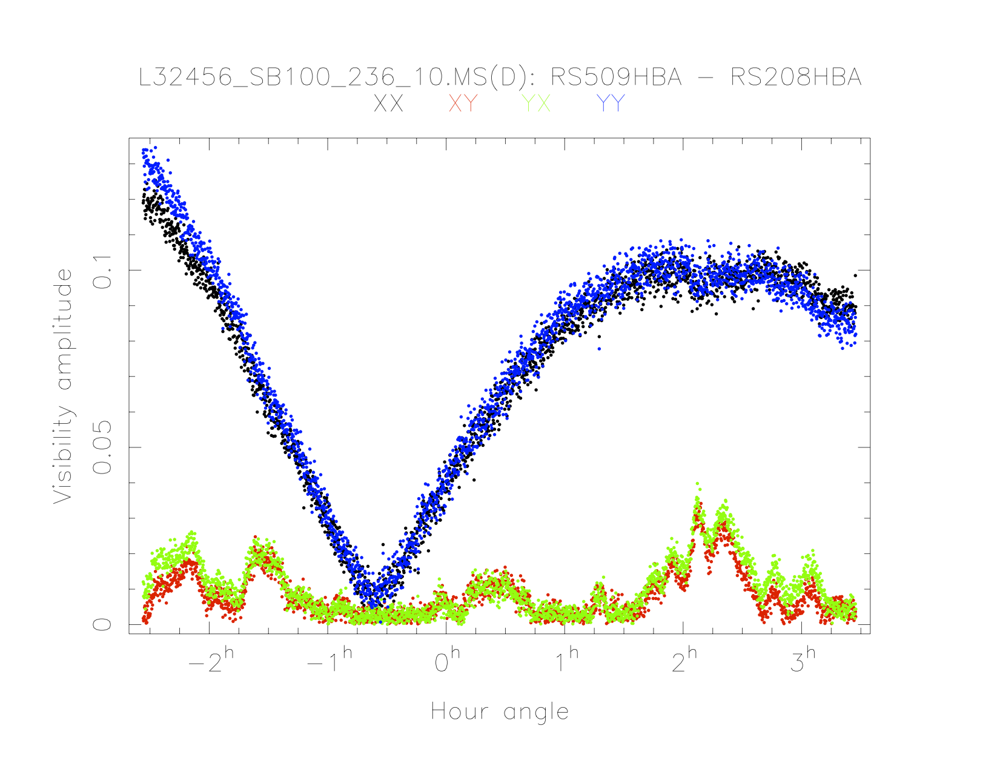 L32456_SB100_236_10.MS(D): RS509HBA – RS208HBA
XX XY YX YY
Visibility amplitude
0.1
0.05
0
−2ʰ −1ʰ 0ʰ 1ʰ 2ʰ 3ʰ
Hour angle